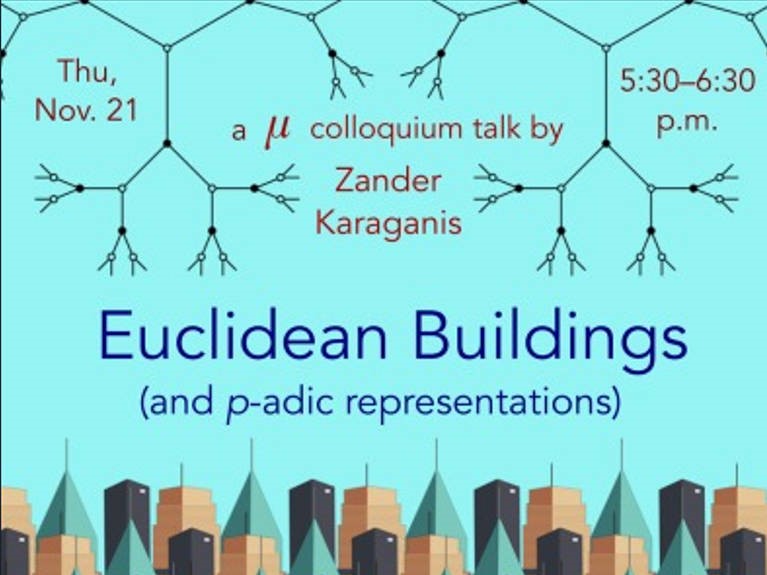 Thu,
Nov. 21
5:30–6:30
p.m.
a μ colloquium talk by
Zander
Karaganis
Euclidean Buildings
(and p-adic representations)